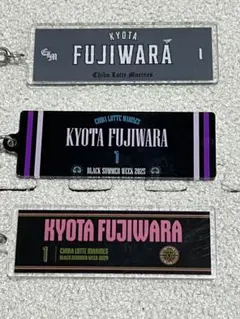 KYOTA
FUJIWARA
1
Chiba Lotte Marines
CHIBA LOTTE MARINES
KYOTA FUJIWARA
1
BLACK SUMMER WEEK 2025
KYOTA FUJIWARA
1
CHIBA LOTTE MARINES
BLACK SUMMER WEEK 2025